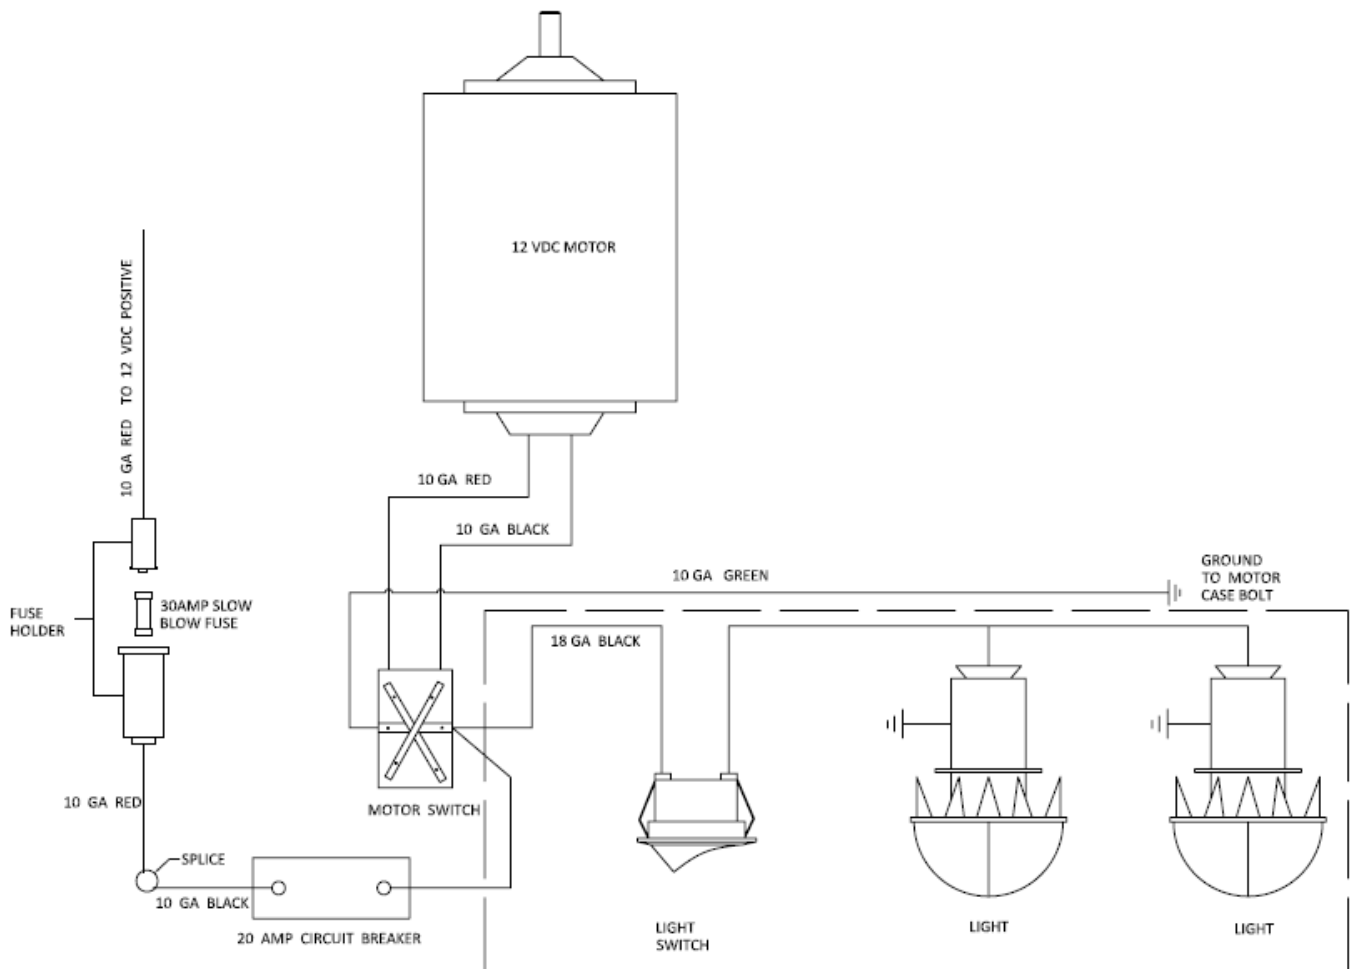 12 VDC MOTOR
10 GA RED TO 12 VDC POSITIVE
10 GA RED
10 GA BLACK
10 GA GREEN
GROUND
TO MOTOR
CASE BOLT
FUSE
HOLDER
30AMP SLOW
BLOW FUSE
18 GA BLACK
10 GA RED
MOTOR SWITCH
SPLICE
10 GA BLACK
20 AMP CIRCUIT BREAKER
LIGHT
SWITCH
LIGHT
LIGHT